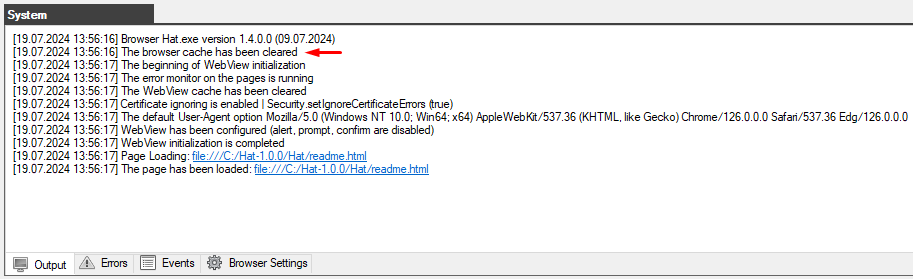 System
[19.07.2024 13:56:16] Browser Hat.exe version 1.4.0.0 (09.07.2024)
[19.07.2024 13:56:16] The browser cache has been cleared
[19.07.2024 13:56:17] The beginning of WebView initialization
[19.07.2024 13:56:17] The error monitor on the pages is running
[19.07.2024 13:56:17] The WebView cache has been cleared
[19.07.2024 13:56:17] Certificate ignoring is enabled | Security.setIgnoreCertificateErrors (true)
[19.07.2024 13:56:17] The default User-Agent option Mozilla/5.0 (Windows NT 10.0; Win64; x64) AppleWebKit/537.36 (KHTML, like Gecko) Chrome/126.0.0.0 Safari/537.36 Edg/126.0.0.0
[19.07.2024 13:56:17] WebView has been configured (alert, prompt, confirm are disabled)
[19.07.2024 13:56:17] WebView initialization is completed
[19.07.2024 13:56:17] Page Loading: file:///C:/Hat-1.0.0/Hat/readme.html
[19.07.2024 13:56:17] The page has been loaded: file:///C:/Hat-1.0.0/Hat/readme.html
Output Errors Events Browser Settings